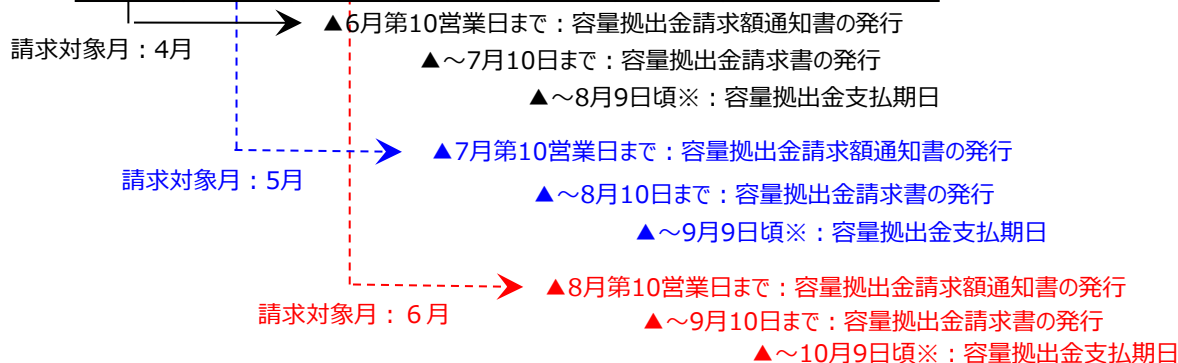 ▲6月第10営業日まで：容量拠出金請求額通知書の発行
請求対象月：4月
▲～7月10日まで：容量拠出金請求書の発行
▲～8月9日頃※：容量拠出金支払期日
▲7月第10営業日まで：容量拠出金請求額通知書の発行
請求対象月：5月
▲～8月10日まで：容量拠出金請求書の発行
▲～9月9日頃※：容量拠出金支払期日
▲8月第10営業日まで：容量拠出金請求額通知書の発行
請求対象月：６月
▲～9月10日まで：容量拠出金請求書の発行
▲～10月9日頃※：容量拠出金支払期日